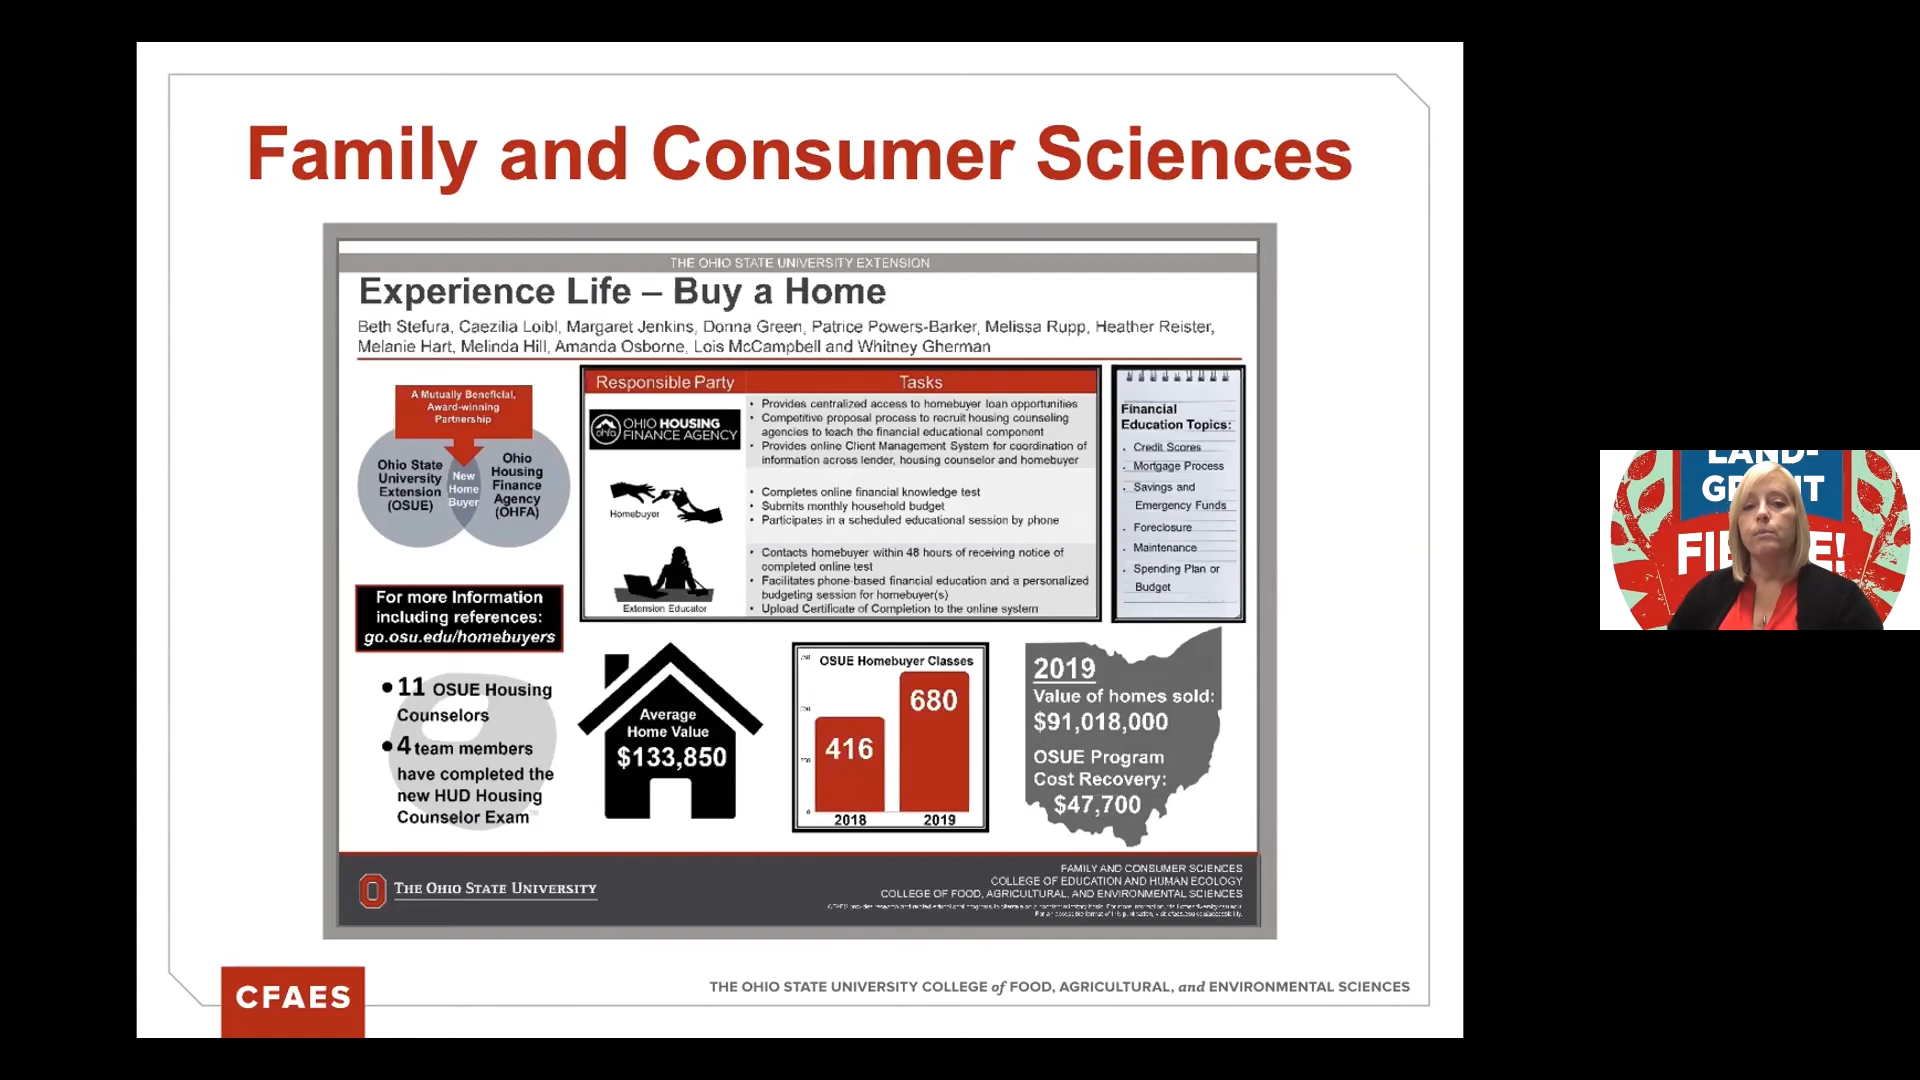 Family and Consumer Sciences
THE OHIO STATE UNIVERSITY EXTENSION
Experience Life – Buy a Home
Beth Stefura, Caezilia Loibl, Margaret Jenkins, Donna Green, Patrice Powers-Barker, Melissa Rupp, Heather Reister,
Melanie Hart, Melinda Hill, Amanda Osborne, Lois McCampbell and Whitney Gherman
A Mutually Beneficial,
Award-winning
Partnership
Ohio State
University
Extension
(OSUE)
New
Home
Buyer
Ohio
Housing
Finance
Agency
(OHFA)
For more Information
including references:
go.osu.edu/homebuyers
Responsible Party Tasks
ohfa OHIO HOUSING
FINANCE AGENCY
• Provides centralized access to homebuyer loan opportunities
• Competitive proposal process to recruit housing counseling
agencies to teach the financial educational component
• Provides online Client Management System for coordination of
information across lender, housing counselor and homebuyer
Homebuyer
• Completes online financial knowledge test
• Submits monthly household budget
• Participates in a scheduled educational session by phone
Extension Educator
• Contacts homebuyer within 48 hours of receiving notice of
completed online test
• Facilitates phone-based financial education and a personalized
budgeting session for homebuyer(s)
• Upload Certificate of Completion to the online system
Financial
Education Topics:
. Credit Scores
. Mortgage Process
. Savings and
Emergency Funds
. Foreclosure
. Maintenance
. Spending Plan or
Budget
• 11 OSUE Housing
Counselors
• 4 team members
have completed the
new HUD Housing
Counselor Exam
Average
Home Value
$133,850
OSUE Homebuyer Classes
416
680
2018 2019
2019
Value of homes sold:
$91,018,000
OSUE Program
Cost Recovery:
$47,700
THE OHIO STATE UNIVERSITY
FAMILY AND CONSUMER SCIENCES
COLLEGE OF EDUCATION AND HUMAN ECOLOGY
COLLEGE OF FOOD, AGRICULTURAL, AND ENVIRONMENTAL SCIENCES
CFAES
THE OHIO STATE UNIVERSITY COLLEGE of FOOD, AGRICULTURAL, and ENVIRONMENTAL SCIENCES
LAND-